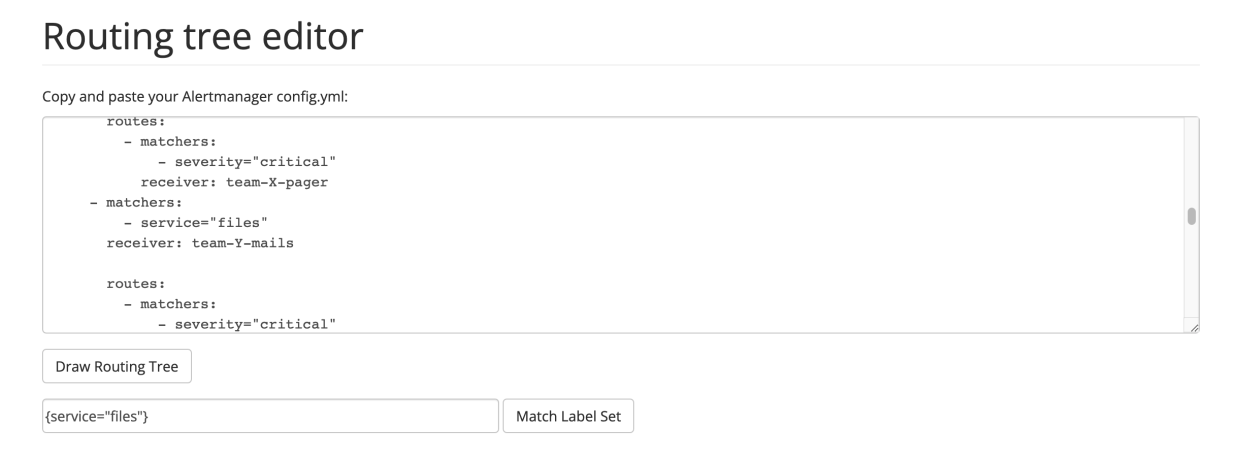 Routing tree editor
Copy and paste your Alertmanager config.yml:
routes:
- matchers:
- severity="critical"
receiver: team-X-pager
- matchers:
- service="files"
receiver: team-Y-mails
routes:
- matchers:
- severity="critical"
Draw Routing Tree
{service="files"}
Match Label Set